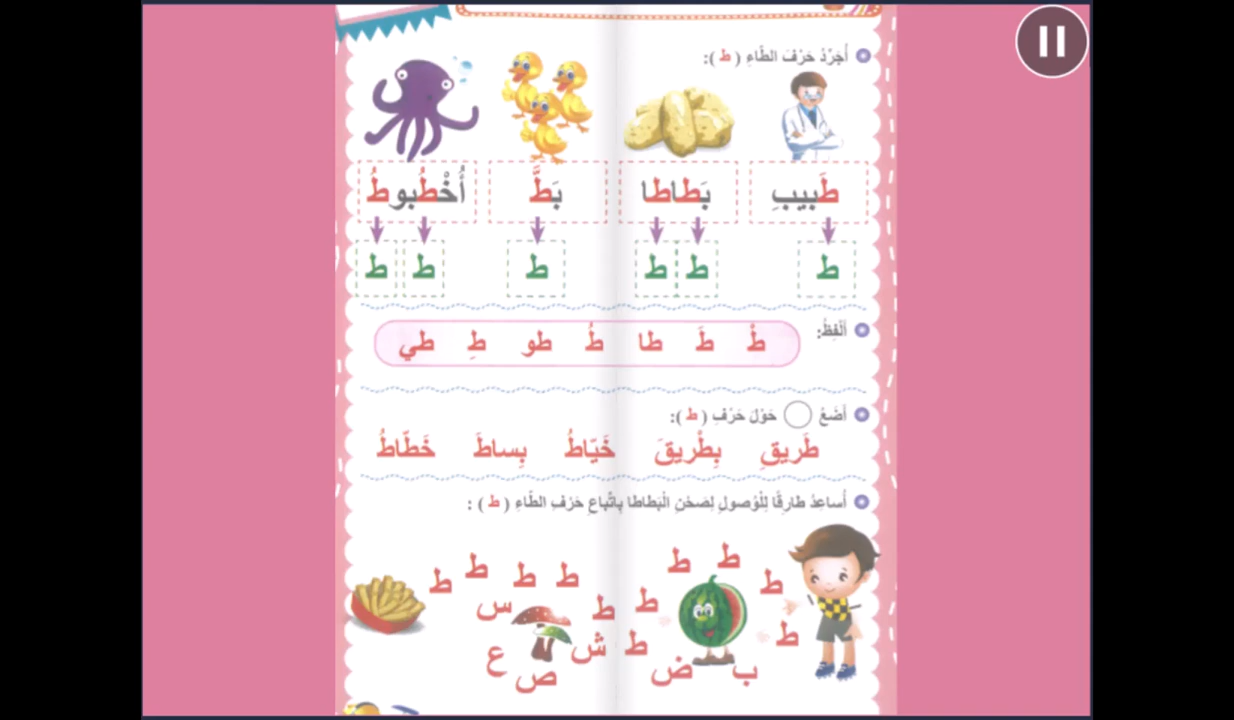 أُجَرِّدُ حَرْفَ الطّاءِ ( ط ):
طَبيبِ بَطاطا بَطَّ أُخْطُبوطُ
ط ط ط ط ط ط
أَلْفِظُ:
طْ طَ طا طُ طو طِ طي
أَضَعُ حَوْلَ حَرْفِ ( ط ):
طَريقِ بِطْريقَ خَيّاطُ بِساطَ خَطّاطُ
أُساعِدُ طارِقًا لِلْوُصولِ لِصَحْنِ الْبَطاطا بِاتِّباعِ حَرْفِ الطّاءِ ( ط ) :
ط ط ط ط ط ط ط
ط ط ط س
ط ش ع
ب ض ص